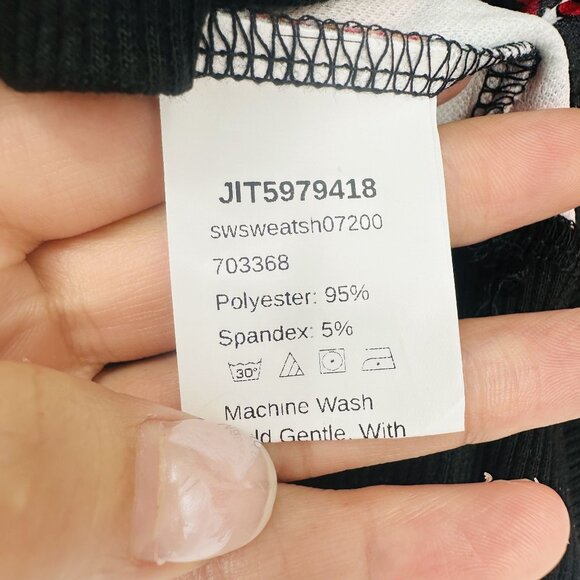 JIT5979418
swsweatsh07200
703368
Polyester: 95%
Spandex: 5%
30°
Machine Wash
Gentle, With